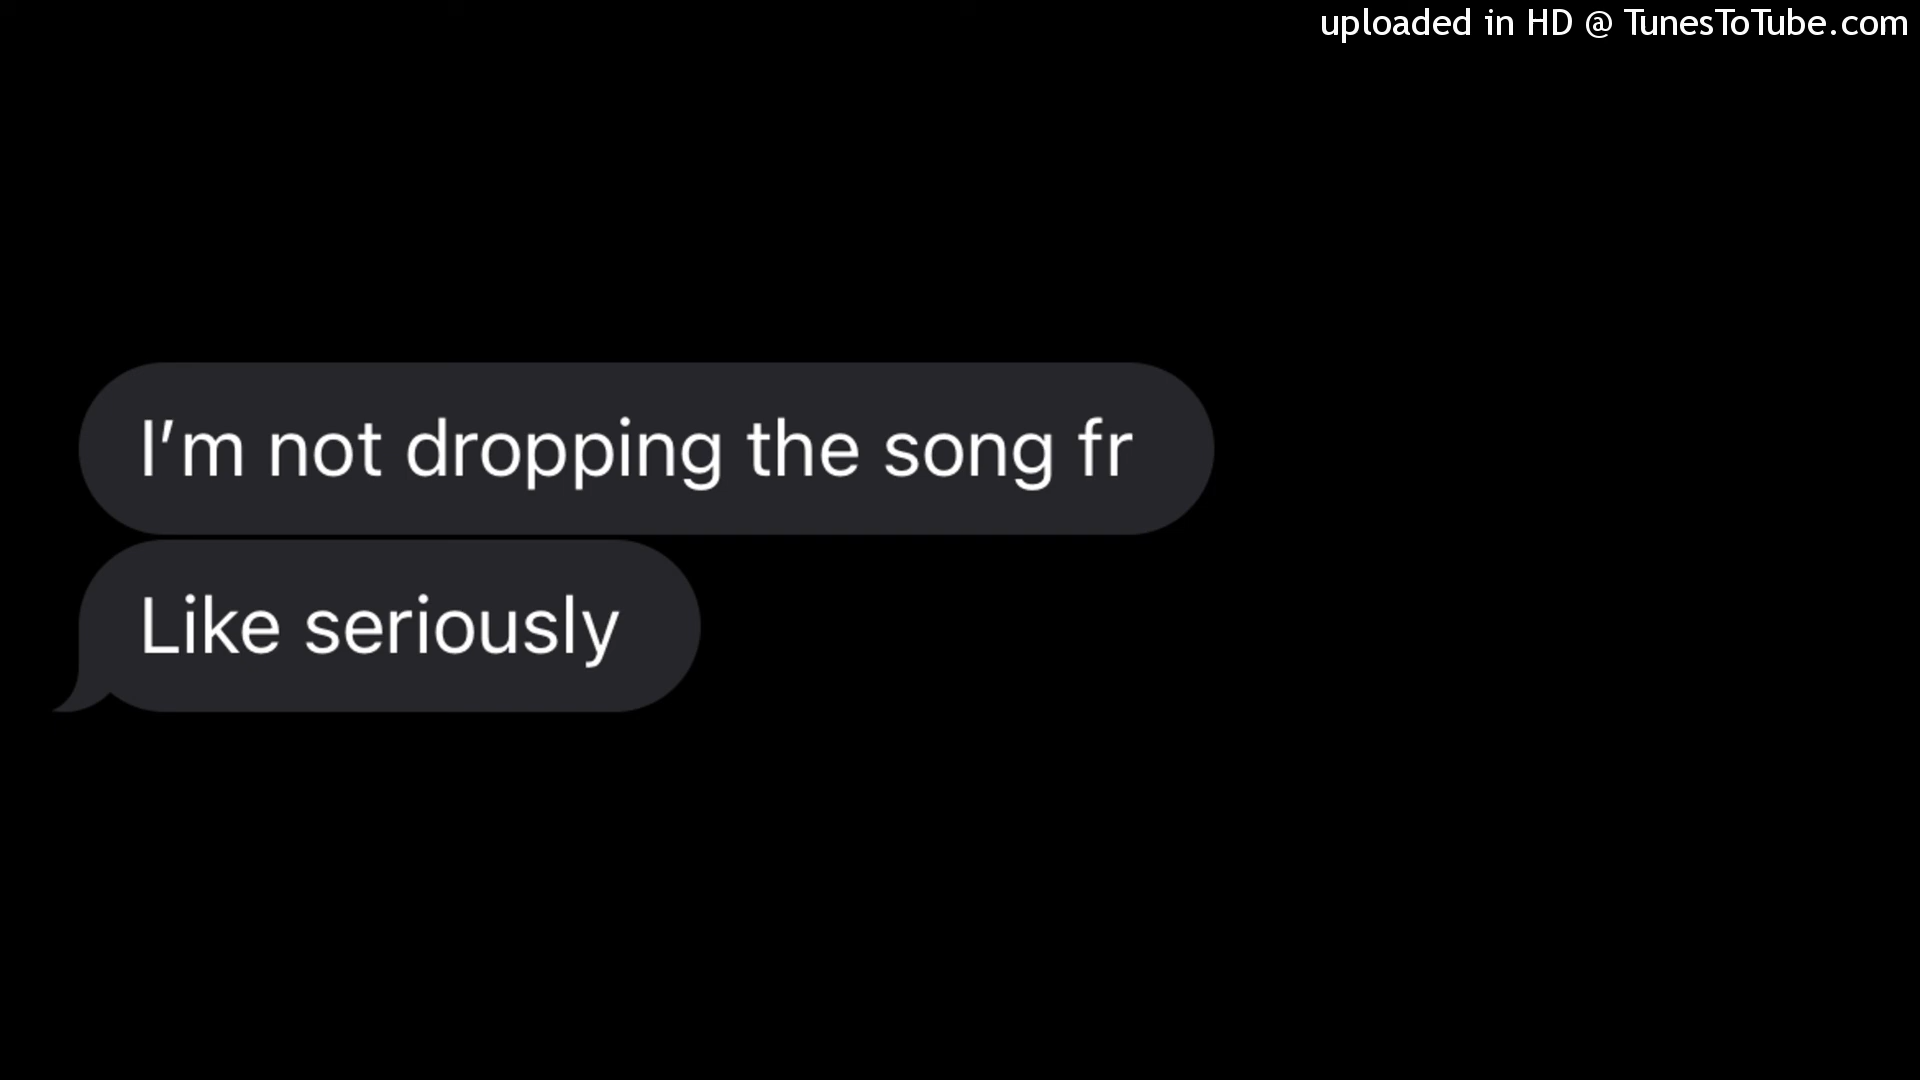 uploaded in HD @ TunesToTube.com
I’m not dropping the song fr
Like seriously